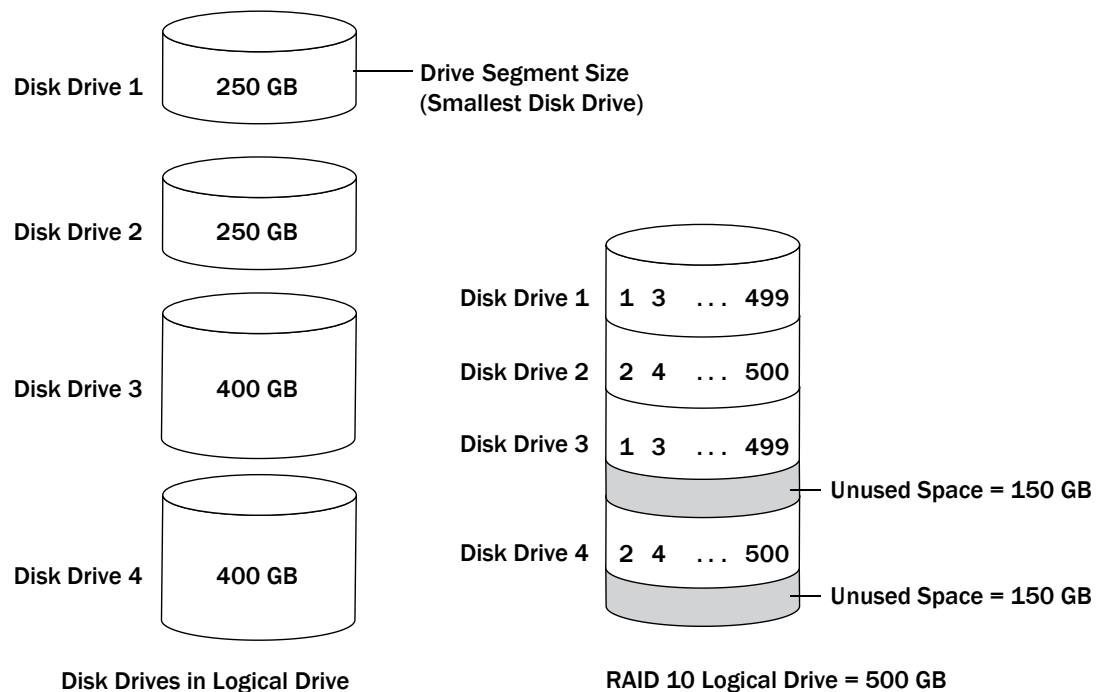 Disk Drive 1
250 GB
Drive Segment Size
(Smallest Disk Drive)
Disk Drive 2
250 GB
Disk Drive 3
400 GB
Disk Drive 4
400 GB
Disk Drives in Logical Drive
Disk Drive 1
1 3 ... 499
Disk Drive 2
2 4 ... 500
Disk Drive 3
1 3 ... 499
Unused Space = 150 GB
Disk Drive 4
2 4 ... 500
Unused Space = 150 GB
RAID 10 Logical Drive = 500 GB